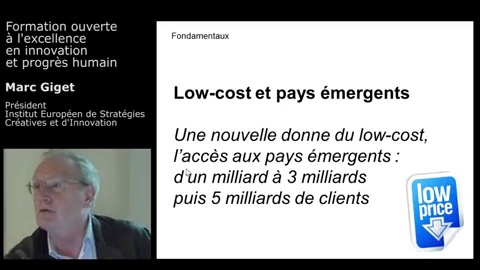 Formation ouverte
à l'excellence
en innovation
et progrès humain
Marc Giget
Président
Institut Européen de Stratégies
Créatives et d'Innovation
Fondamentaux
Low-cost et pays émergents
Une nouvelle donne du low-cost,
l'accès aux pays émergents :
d'un milliard à 3 milliards
puis 5 milliards de clients
low
price